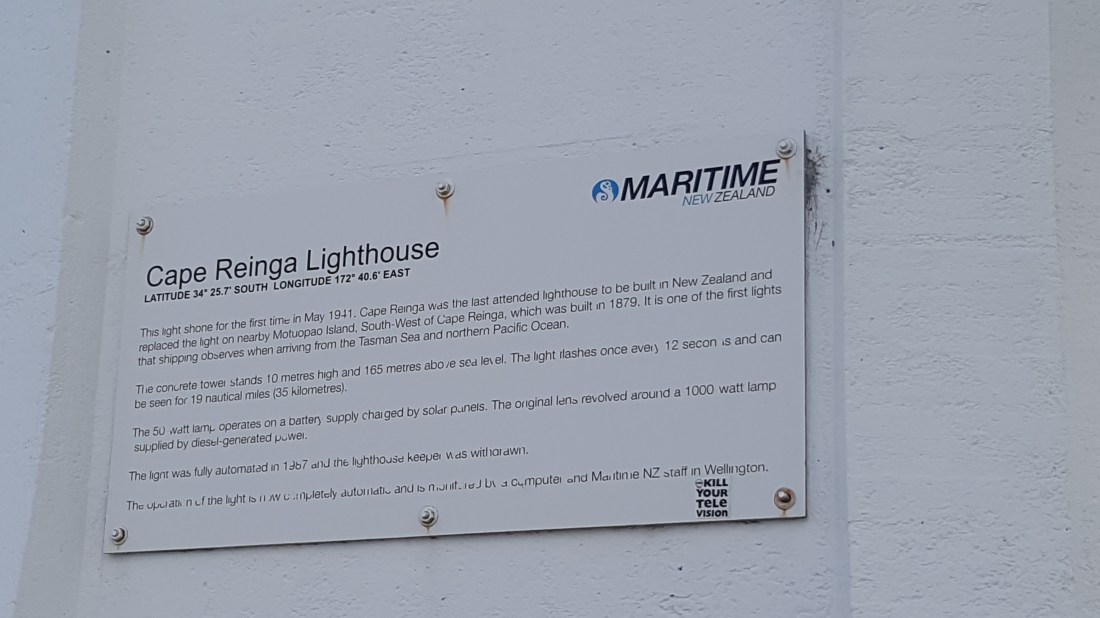 MARITIME
NEW ZEALAND
Cape Reinga Lighthouse
LATITUDE 34° 25.7' SOUTH LONGITUDE 172° 40.6' EAST
This light shone for the first time in May 1941. Cape Reinga was the last attended lighthouse to be built in New Zealand and
replaced the light on nearby Motuopao Island, South-West of Cape Reinga, which was built in 1879. It is one of the first lights
that shipping observes when arriving from the Tasman Sea and northern Pacific Ocean.
The concrete tower stands 10 metres high and 165 metres above sea level. The light flashes once every 12 seconds and can
be seen for 19 nautical miles (35 kilometres).
The 50 watt lamp operates on a battery supply charged by solar panels. The original lens revolved around a 1000 watt lamp
supplied by diesel-generated power.
The light was fully automated in 1987 and the lighthouse keeper was withdrawn.
The operation of the light is now completely automatic and is monitored by a computer and Maritime NZ staff in Wellington.
KILL
YOUR
TELE
VISION